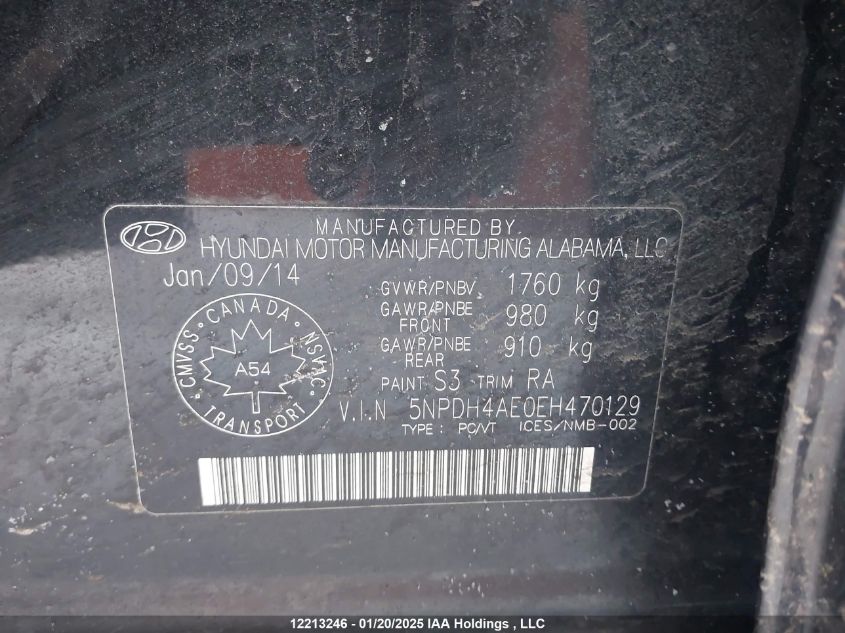 MANUFACTURED BY
HYUNDAI MOTOR MANUFACTURING ALABAMA, LLC
Jan/09/14
GVWR/PNBV 1760 kg
GAWR/PNBE FRONT 980 kg
GAWR/PNBE REAR 910 kg
PAINT S3 TRIM RA
CANADA
CMVSS NSVAC
A54
TRANSPORT
V.I.N 5NPDH4AE0EH470129
TYPE : PC/VT ICES/NMB-002
12213246 - 01/20/2025 IAA Holdings , LLC